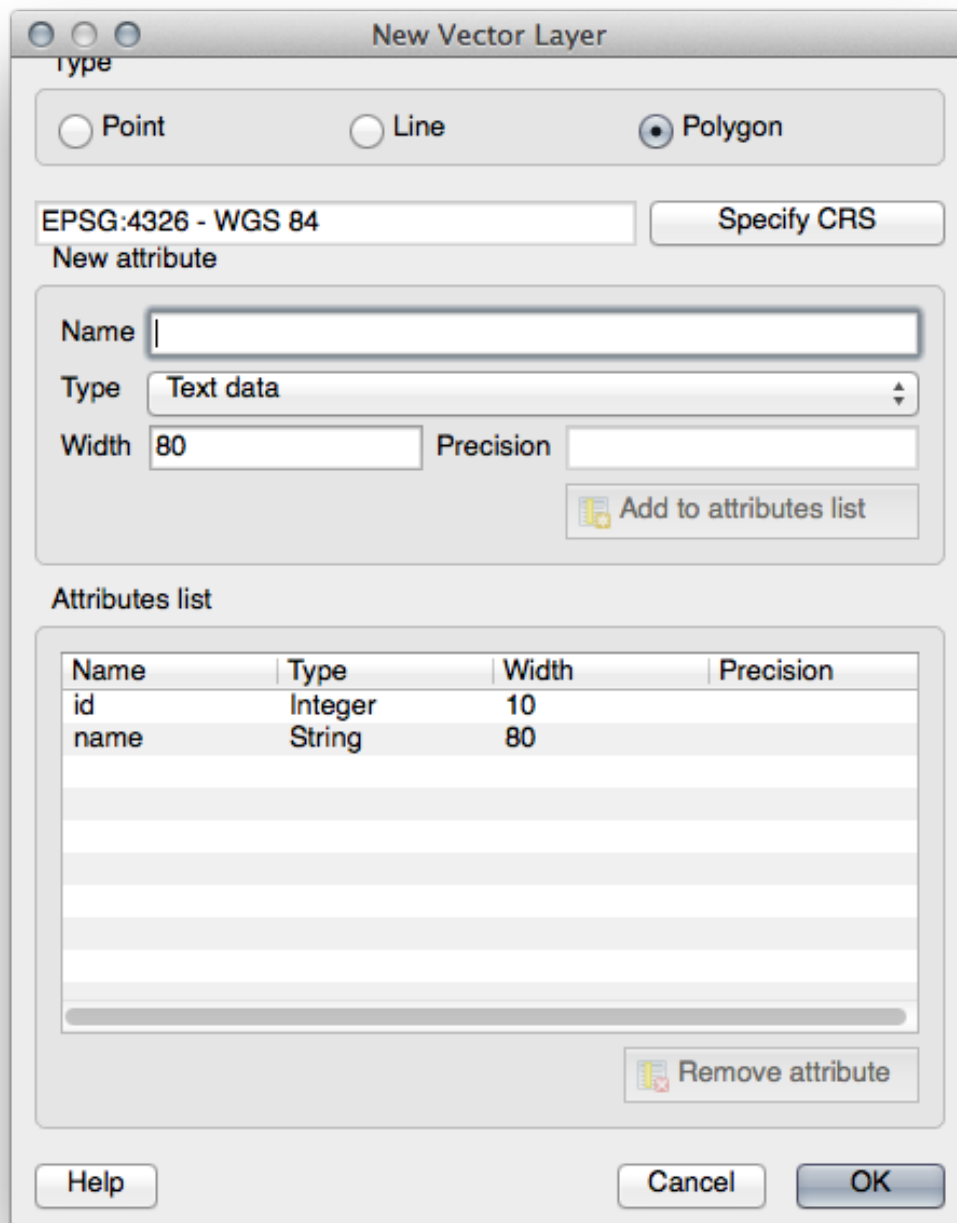 New Vector Layer
Type
Point Line Polygon
EPSG:4326 - WGS 84 Specify CRS
New attribute
Name
Type Text data
Width 80 Precision
Add to attributes list
Attributes list
Name Type Width Precision
id Integer 10
name String 80
Remove attribute
Help Cancel OK